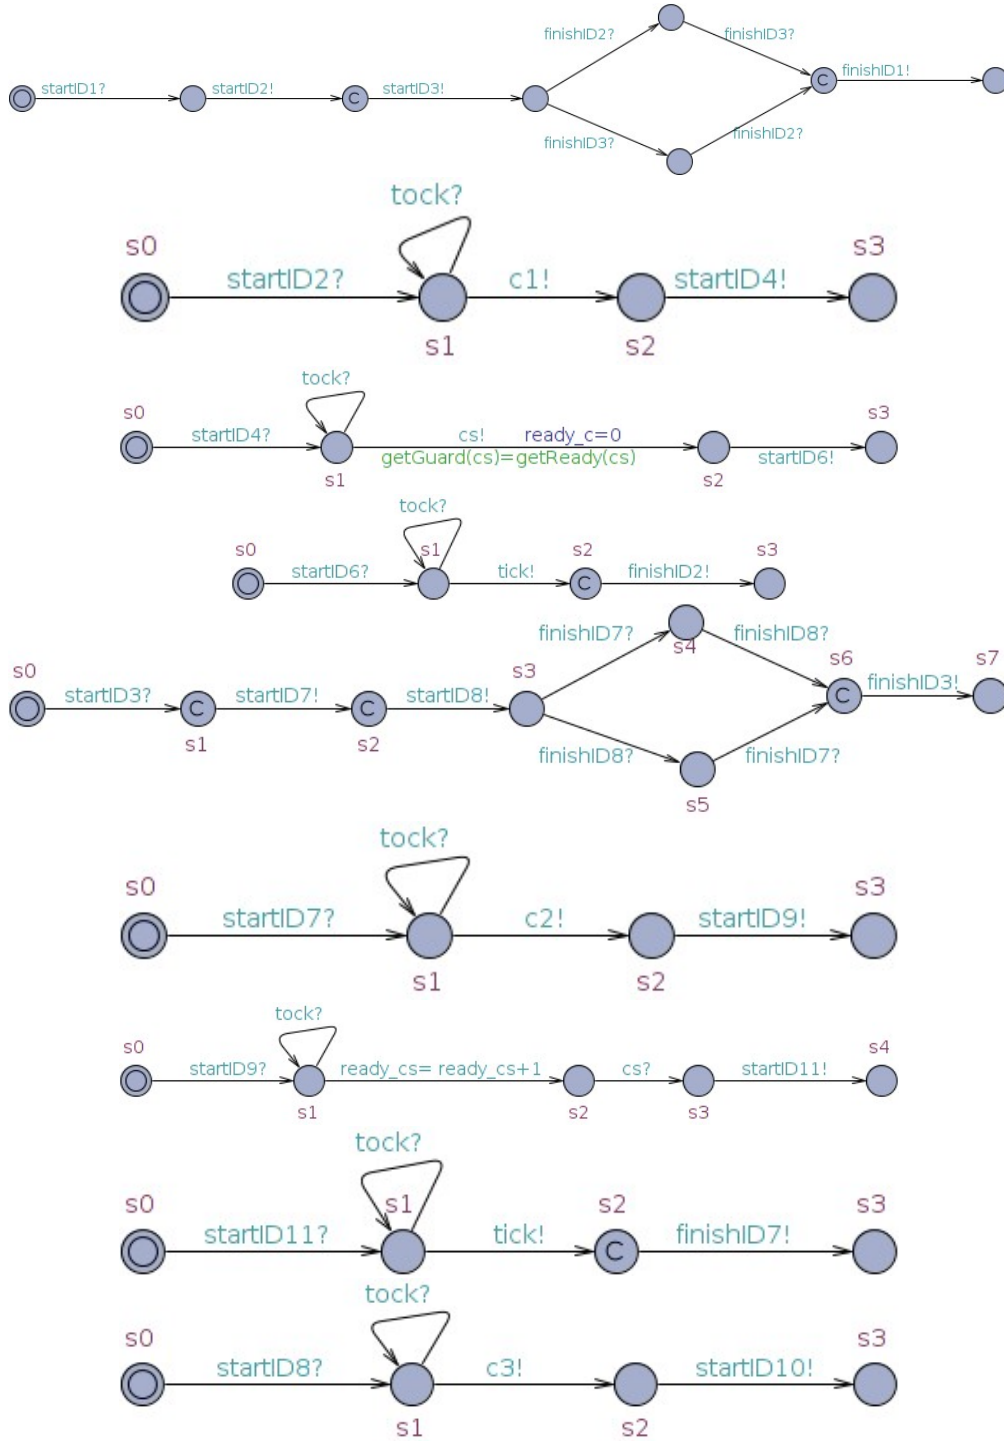 finishID2? finishID3?
startID1? startID2! C startID3! C finishID1!
finishID3? finishID2?
tock?
s0 s3
startID2? c1! startID4!
s1 s2
tock?
s0 s3
startID4? cs! ready_c=0
getGuard(cs)=getReady(cs) startID6!
s1 s2
tock?
s0 s1 s2 s3
startID6? tick! C finishID2!
finishID7? finishID8?
s4
s0 s3 s6 s7
startID3? C startID7! C startID8! C finishID3!
s1 s2
finishID8? finishID7?
s5
tock?
s0 s3
startID7? c2! startID9!
s1 s2
tock?
s0 s4
startID9? ready_cs= ready_cs+1 cs? startID11!
s1 s2 s3
tock?
s0 s1 s2 s3
startID11? tick! C finishID7!
tock?
s0 s3
startID8? c3! startID10!
s1 s2